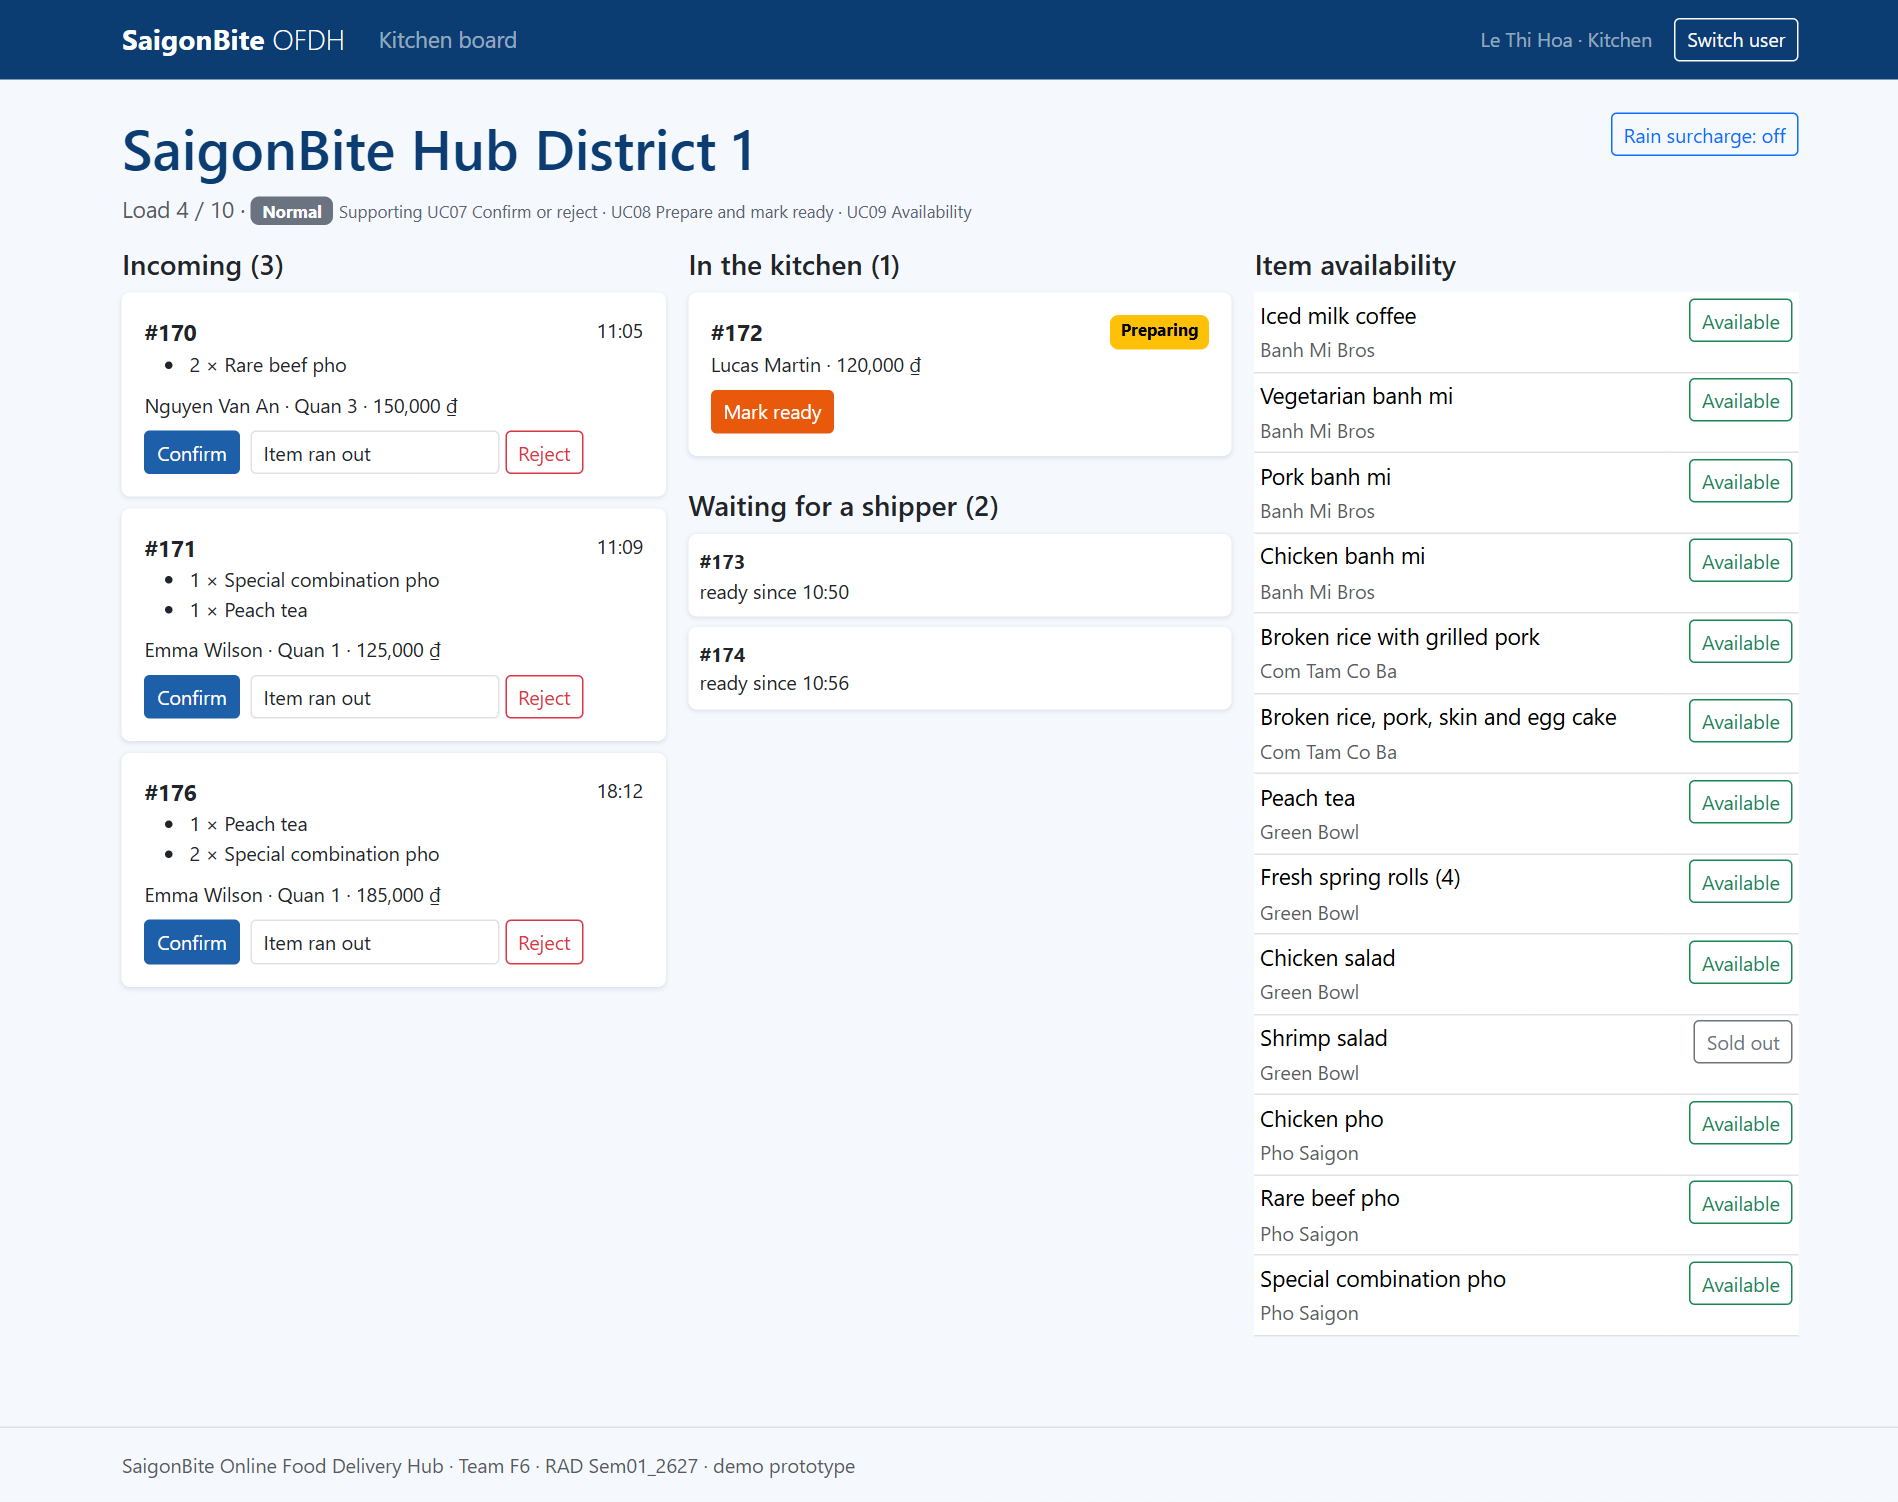 SaigonBite OFDH
Kitchen board
Le Thi Hoa · Kitchen
Switch user
SaigonBite Hub District 1
Rain surcharge: off
Load 4 / 10 · Normal Supporting UC07 Confirm or reject · UC08 Prepare and mark ready · UC09 Availability
Incoming (3)
#170
11:05
• 2 × Rare beef pho
Nguyen Van An · Quan 3 · 150,000 ₫
Confirm
Item ran out
Reject
#171
11:09
• 1 × Special combination pho
• 1 × Peach tea
Emma Wilson · Quan 1 · 125,000 ₫
Confirm
Item ran out
Reject
#176
18:12
• 1 × Peach tea
• 2 × Special combination pho
Emma Wilson · Quan 1 · 185,000 ₫
Confirm
Item ran out
Reject
In the kitchen (1)
#172
Preparing
Lucas Martin · 120,000 ₫
Mark ready
Waiting for a shipper (2)
#173
ready since 10:50
#174
ready since 10:56
Item availability
Iced milk coffee
Banh Mi Bros
Available
Vegetarian banh mi
Banh Mi Bros
Available
Pork banh mi
Banh Mi Bros
Available
Chicken banh mi
Banh Mi Bros
Available
Broken rice with grilled pork
Com Tam Co Ba
Available
Broken rice, pork, skin and egg cake
Com Tam Co Ba
Available
Peach tea
Green Bowl
Available
Fresh spring rolls (4)
Green Bowl
Available
Chicken salad
Green Bowl
Available
Shrimp salad
Green Bowl
Sold out
Chicken pho
Pho Saigon
Available
Rare beef pho
Pho Saigon
Available
Special combination pho
Pho Saigon
Available
SaigonBite Online Food Delivery Hub · Team F6 · RAD Sem01_2627 · demo prototype